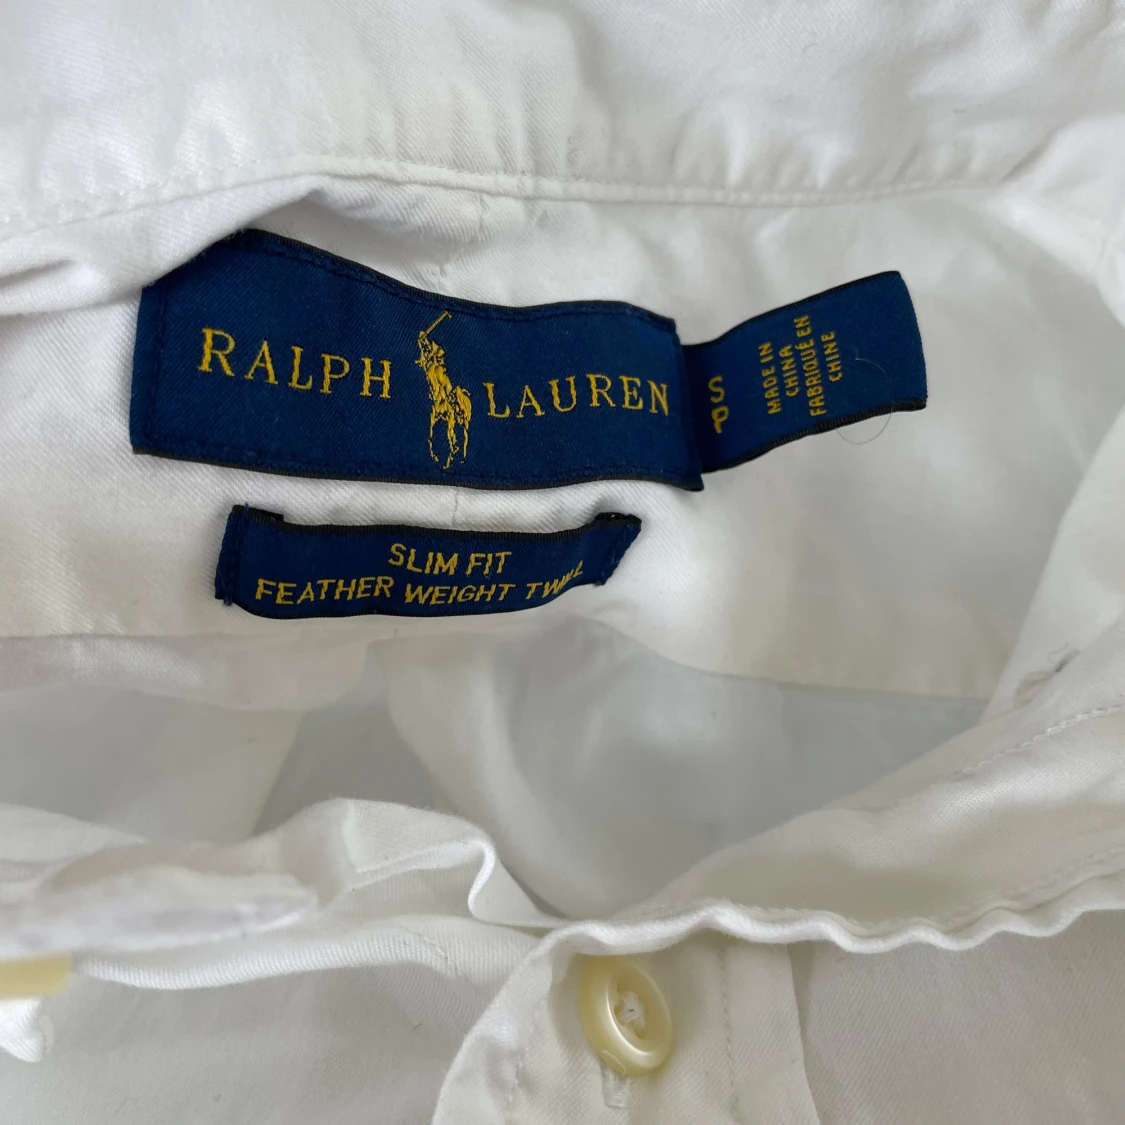 RALPH LAUREN
S
P
MADE IN
CHINA
FABRIQUÉ EN
CHINE
SLIM FIT
FEATHER WEIGHT TWILL